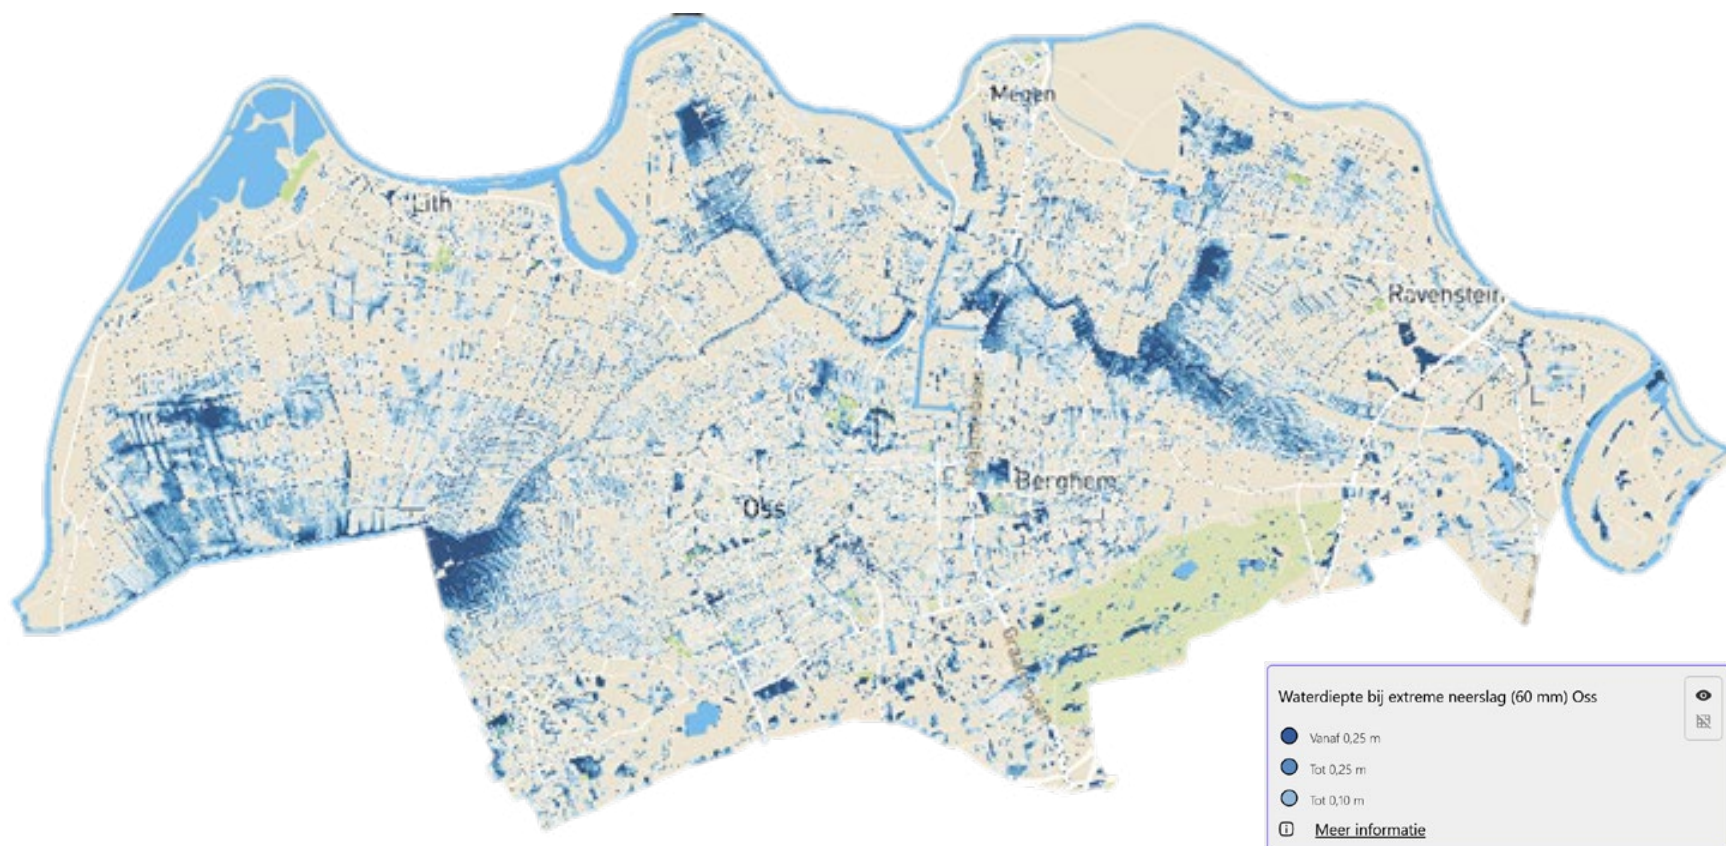 Megen
Lith
Ravenstein
Berghem
Oss
Waterdiepte bij extreme neerslag (60 mm) Oss
Vanaf 0,25 m
Tot 0,25 m
Tot 0,10 m
Meer informatie